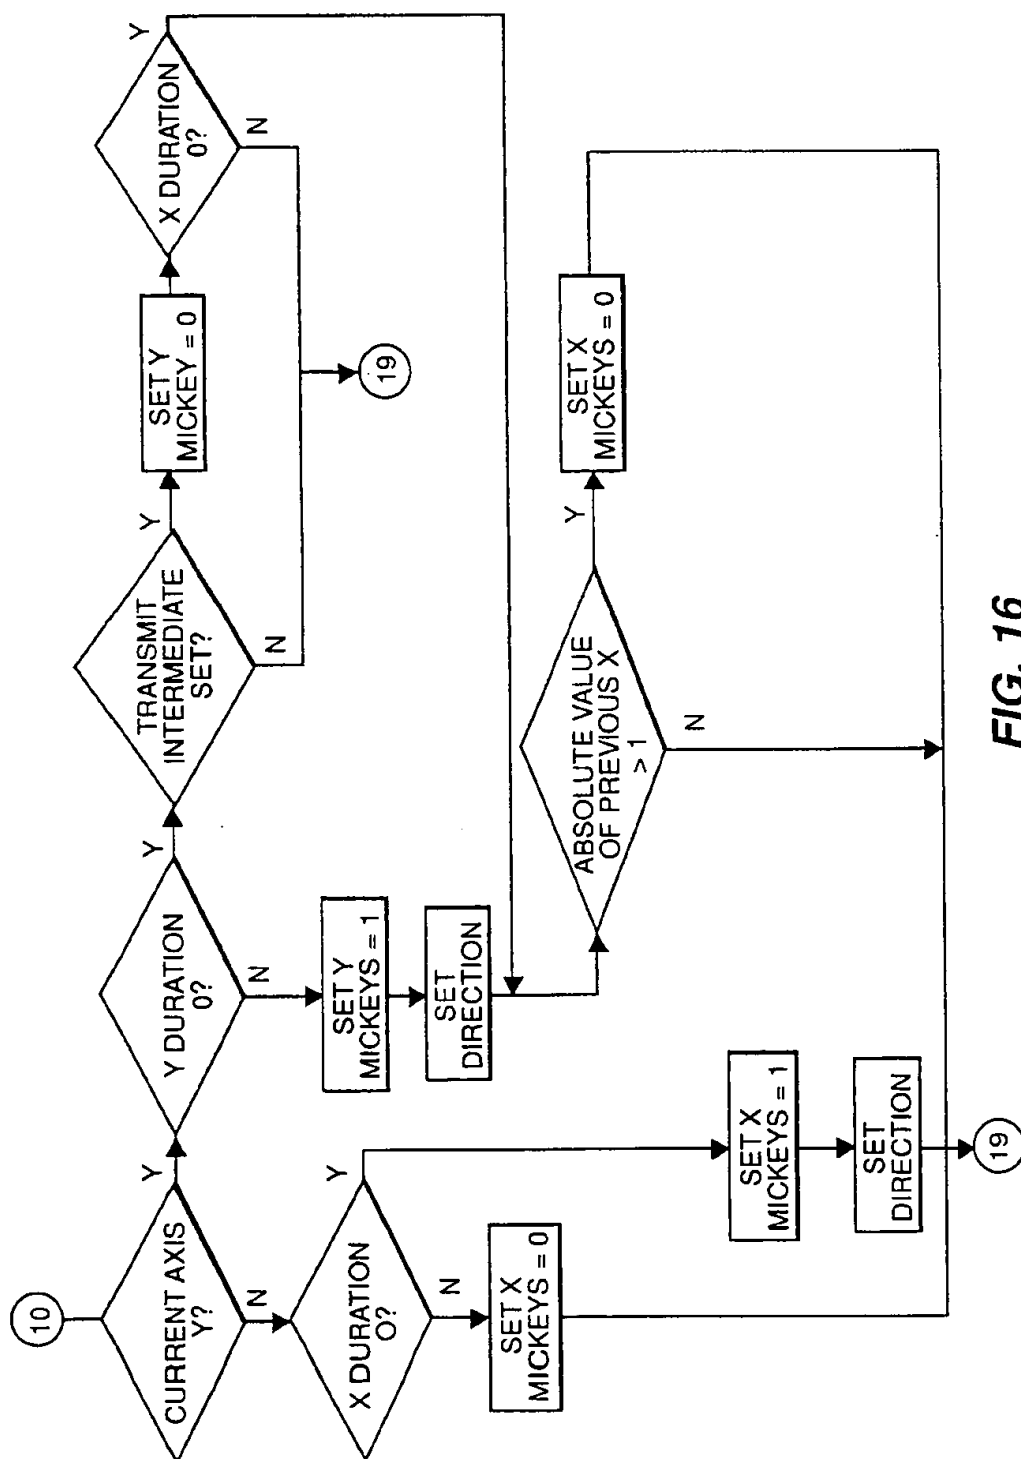 10
CURRENT AXIS
Y?
Y
N
Y DURATION
0?
Y
N
TRANSMIT
INTERMEDIATE
SET?
Y
N
SET Y
MICKEY = 0
X DURATION
0?
Y
N
19
SET Y
MICKEYS = 1
SET
DIRECTION
ABSOLUTE VALUE
OF PREVIOUS X
> 1
Y
N
SET X
MICKEYS = 0
X DURATION
O?
Y
N
SET X
MICKEYS = 0
SET X
MICKEYS = 1
SET
DIRECTION
19
FIG. 16